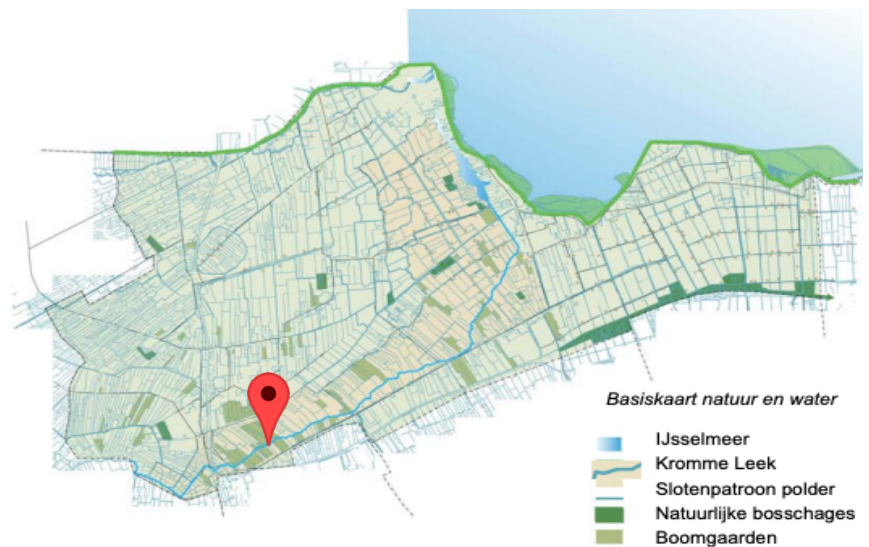 Basiskaart natuur en water
IJsselmeer
Kromme Leek
Slotenpatroon polder
Natuurlijke bosschages
Boomgaarden